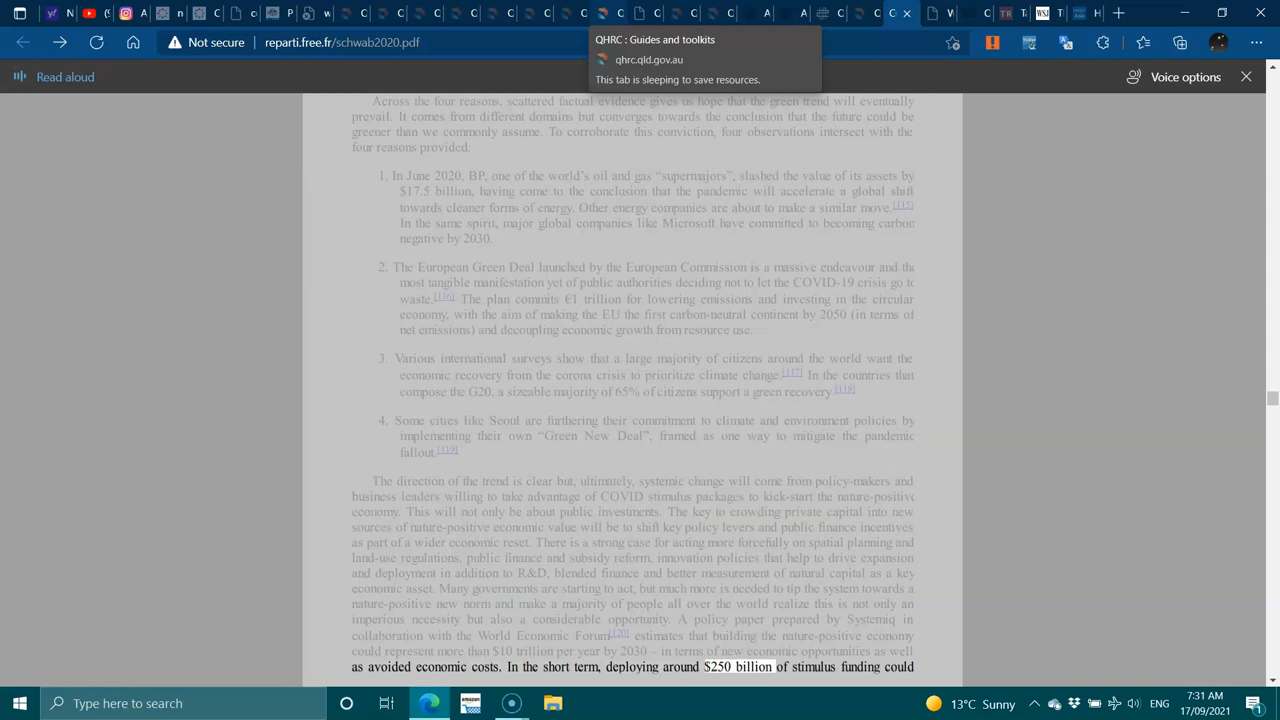 Not secure
reparti.free.fr/schwab2020.pdf
QHRC : Guides and toolkits
qhrc.qld.gov.au
This tab is sleeping to save resources.
Read aloud
Voice options
Across the four reasons, scattered factual evidence gives us hope that the green trend will eventually
prevail. It comes from different domains but converges towards the conclusion that the future could be
greener than we commonly assume. To corroborate this conviction, four observations intersect with the
four reasons provided:
1. In June 2020, BP, one of the world's oil and gas “supermajors”, slashed the value of its assets by
$17.5 billion, having come to the conclusion that the pandemic will accelerate a global shift
towards cleaner forms of energy. Other energy companies are about to make a similar move.[115]
In the same spirit, major global companies like Microsoft have committed to becoming carbon
negative by 2030.
2. The European Green Deal launched by the European Commission is a massive endeavour and the
most tangible manifestation yet of public authorities deciding not to let the COVID-19 crisis go to
waste.[116] The plan commits €1 trillion for lowering emissions and investing in the circular
economy, with the aim of making the EU the first carbon-neutral continent by 2050 (in terms of
net emissions) and decoupling economic growth from resource use.
3. Various international surveys show that a large majority of citizens around the world want the
economic recovery from the corona crisis to prioritize climate change.[117] In the countries that
compose the G20, a sizeable majority of 65% of citizens support a green recovery.[118]
4. Some cities like Seoul are furthering their commitment to climate and environment policies by
implementing their own “Green New Deal”, framed as one way to mitigate the pandemic
fallout.[119]
The direction of the trend is clear but, ultimately, systemic change will come from policy-makers and
business leaders willing to take advantage of COVID stimulus packages to kick-start the nature-positive
economy. This will not only be about public investments. The key to crowding private capital into new
sources of nature-positive economic value will be to shift key policy levers and public finance incentives
as part of a wider economic reset. There is a strong case for acting more forcefully on spatial planning and
land-use regulations, public finance and subsidy reform, innovation policies that help to drive expansion
and deployment in addition to R&D, blended finance and better measurement of natural capital as a key
economic asset. Many governments are starting to act, but much more is needed to tip the system towards a
nature-positive new norm and make a majority of people all over the world realize this is not only an
imperious necessity but also a considerable opportunity. A policy paper prepared by Systemiq in
collaboration with the World Economic Forum[120] estimates that building the nature-positive economy
could represent more than $10 trillion per year by 2030 – in terms of new economic opportunities as well
as avoided economic costs. In the short term, deploying around $250 billion of stimulus funding could
Type here to search
amazon
13°C Sunny
ENG
7:31 AM
17/09/2021